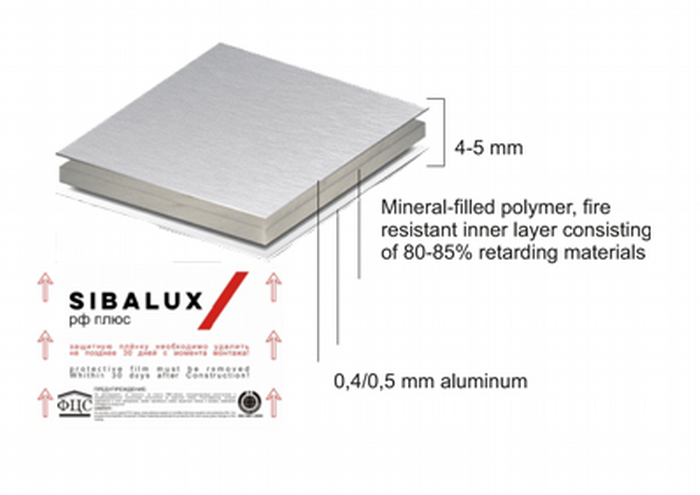 4-5 mm
Mineral-filled polymer, fire
resistant inner layer consisting
of 80-85% retarding materials
SIBALUX
рф плюс
защитную плёнку необходимо удалить
не позднее 30 дней с момента монтажа!
protective film must be removed
Whithin 30 days after Construction!
ПРЕДУПРЕЖДЕНИЕ:
ФЦС
0,4/0,5 mm aluminum